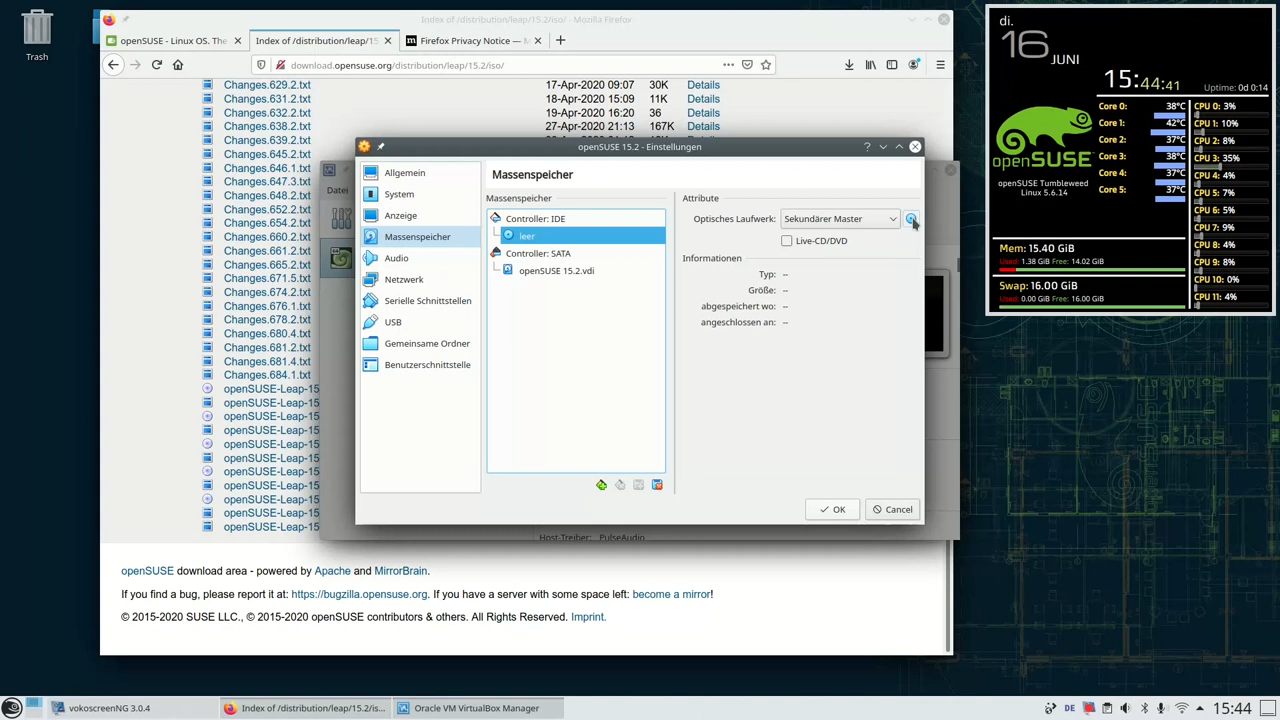 Trash
Index of /distribution/leap/15.2/iso/ - Mozilla Firefox
openSUSE - Linux OS. The
Index of /distribution/leap/15
Firefox Privacy Notice — M
download.opensuse.org/distribution/leap/15.2/iso/
Changes.629.2.txt 17-Apr-2020 09:07 30K Details
Changes.631.2.txt 18-Apr-2020 15:09 11K Details
Changes.632.2.txt 19-Apr-2020 16:20 36 Details
Changes.638.2.txt 27-Apr-2020 21:13 167K Details
Changes.639.2.txt
Changes.645.2.txt
Changes.646.1.txt
Changes.647.3.txt
Changes.649.2.txt
Changes.650.2.txt
Changes.656.2.txt
Changes.660.2.txt
Changes.664.2.txt
Changes.665.2.txt
Changes.671.5.txt
Changes.674.2.txt
Changes.676.1.txt
Changes.678.2.txt
Changes.680.4.txt
Changes.681.2.txt
Changes.681.4.txt
Changes.684.1.txt
openSUSE-Leap-15
openSUSE-Leap-15
openSUSE-Leap-15
openSUSE-Leap-15
openSUSE-Leap-15
openSUSE-Leap-15
openSUSE-Leap-15
openSUSE-Leap-15
openSUSE-Leap-15
openSUSE-Leap-15
openSUSE-Leap-15
openSUSE download area - powered by Apache and MirrorBrain.
If you find a bug, please report it at: https://bugzilla.opensuse.org. If you have a server with some space left: become a mirror!
© 2015-2020 SUSE LLC., © 2015-2020 openSUSE contributors & others. All Rights Reserved. Imprint.
Datei
Host-Treiber: PulseAudio
openSUSE 15.2 - Einstellungen
Allgemein
System
Anzeige
Massenspeicher
Audio
Netzwerk
Serielle Schnittstellen
USB
Gemeinsame Ordner
Benutzerschnittstelle
Massenspeicher
Massenspeicher
Controller: IDE
leer
Controller: SATA
openSUSE 15.2.vdi
Attribute
Optisches Laufwerk: Sekundärer Master
Live-CD/DVD
Informationen
Typ: --
Größe: --
abgespeichert wo: --
angeschlossen an: --
OK
Cancel
di.
16 JUNI
15:44:41
Uptime: 0d 0:14
openSUSE
openSUSE Tumbleweed
Linux 5.6.14
Core 0: 38°C
Core 1: 42°C
Core 2: 37°C
Core 3: 38°C
Core 4: 37°C
Core 5: 37°C
CPU 0: 3%
CPU 1: 10%
CPU 2: 8%
CPU 3: 35%
CPU 4: 4%
CPU 5: 7%
CPU 6: 5%
CPU 7: 9%
CPU 8: 4%
CPU 9: 8%
CPU 10: 0%
CPU 11: 4%
Mem: 15.40 GiB
Used: 1.38 GiB Free: 14.02 GiB
Swap: 16.00 GiB
Used: 0.00 GiB Free: 16.00 GiB
vokoscreenNG 3.0.4
Index of /distribution/leap/15.2/is...
Oracle VM VirtualBox Manager
DE
15:44